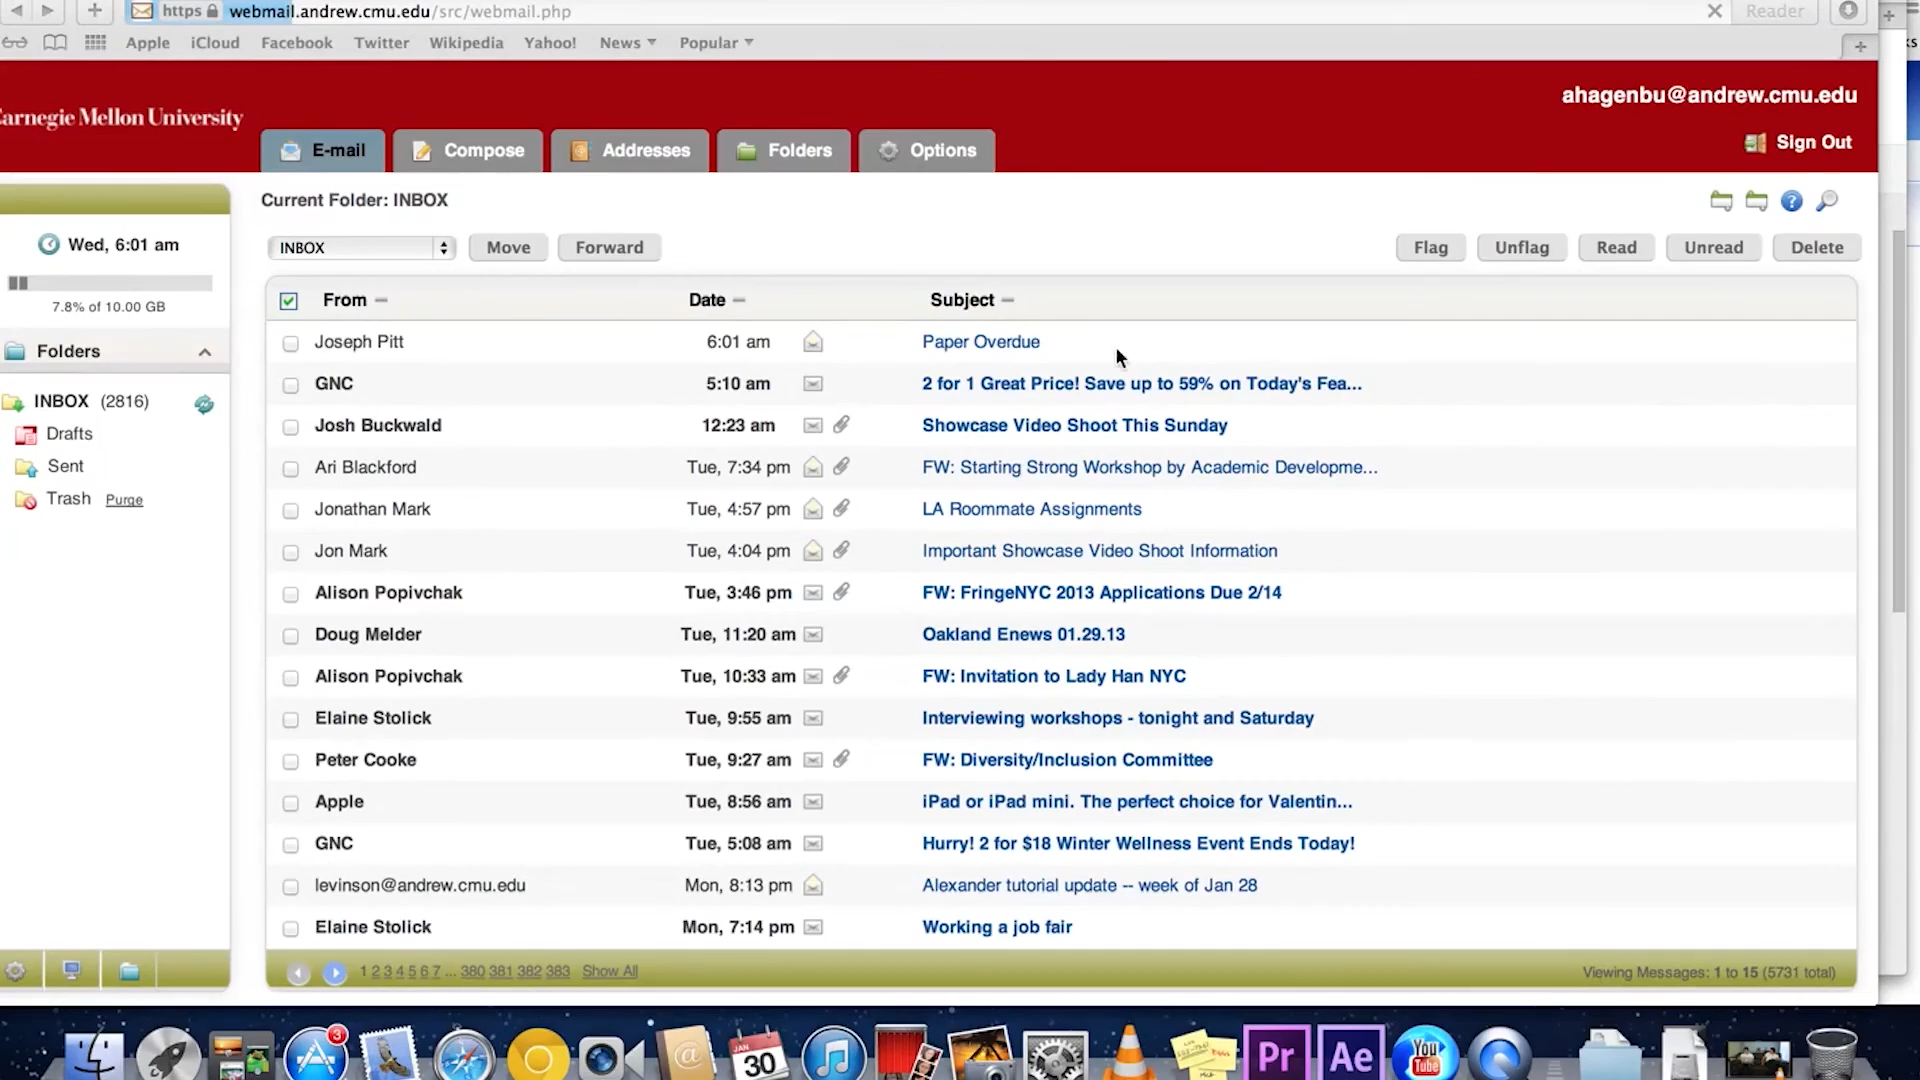 https webmail.andrew.cmu.edu/src/webmail.php Reader
Apple iCloud Facebook Twitter Wikipedia Yahoo! News Popular
arnegie Mellon University
ahagenbu@andrew.cmu.edu
E-mail Compose Addresses Folders Options
Sign Out
Current Folder: INBOX
Wed, 6:01 am
INBOX Move Forward Flag Unflag Read Unread Delete
7.8% of 10.00 GB
From Date Subject
Folders
INBOX (2816)
Drafts
Sent
Trash Purge
Joseph Pitt 6:01 am Paper Overdue
GNC 5:10 am 2 for 1 Great Price! Save up to 59% on Today's Fea...
Josh Buckwald 12:23 am Showcase Video Shoot This Sunday
Ari Blackford Tue, 7:34 pm FW: Starting Strong Workshop by Academic Developme...
Jonathan Mark Tue, 4:57 pm LA Roommate Assignments
Jon Mark Tue, 4:04 pm Important Showcase Video Shoot Information
Alison Popivchak Tue, 3:46 pm FW: FringeNYC 2013 Applications Due 2/14
Doug Melder Tue, 11:20 am Oakland Enews 01.29.13
Alison Popivchak Tue, 10:33 am FW: Invitation to Lady Han NYC
Elaine Stolick Tue, 9:55 am Interviewing workshops - tonight and Saturday
Peter Cooke Tue, 9:27 am FW: Diversity/Inclusion Committee
Apple Tue, 8:56 am iPad or iPad mini. The perfect choice for Valentin...
GNC Tue, 5:08 am Hurry! 2 for $18 Winter Wellness Event Ends Today!
levinson@andrew.cmu.edu Mon, 8:13 pm Alexander tutorial update -- week of Jan 28
Elaine Stolick Mon, 7:14 pm Working a job fair
1 2 3 4 5 6 7 ... 380 381 382 383 Show All Viewing Messages: 1 to 15 (5731 total)
3
JAN
30
Pr
Ae
You
Tube